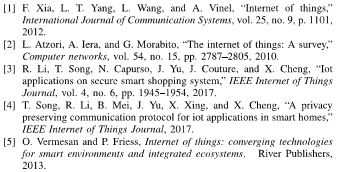 [1] F. Xia, L. T. Yang, L. Wang, and A. Vinel, “Internet of things,”
International Journal of Communication Systems, vol. 25, no. 9, p. 1101,
2012.
[2] L. Atzori, A. Iera, and G. Morabito, “The internet of things: A survey,”
Computer networks, vol. 54, no. 15, pp. 2787–2805, 2010.
[3] R. Li, T. Song, N. Capurso, J. Yu, J. Couture, and X. Cheng, “Iot
applications on secure smart shopping system,” IEEE Internet of Things
Journal, vol. 4, no. 6, pp. 1945–1954, 2017.
[4] T. Song, R. Li, B. Mei, J. Yu, X. Xing, and X. Cheng, “A privacy
preserving communication protocol for iot applications in smart homes,”
IEEE Internet of Things Journal, 2017.
[5] O. Vermesan and P. Friess, Internet of things: converging technologies
for smart environments and integrated ecosystems. River Publishers,
2013.